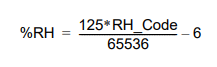 %RH = 125*RH_Code / 65536 – 6